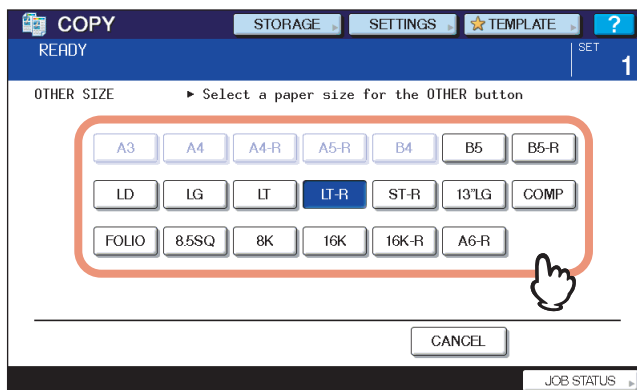 COPY STORAGE SETTINGS TEMPLATE ?
READY SET
1
OTHER SIZE ► Select a paper size for the OTHER button
A3 A4 A4-R A5-R B4 B5 B5-R
LD LG LT LT-R ST-R 13"LG COMP
FOLIO 8.5SQ 8K 16K 16K-R A6-R
CANCEL
JOB STATUS